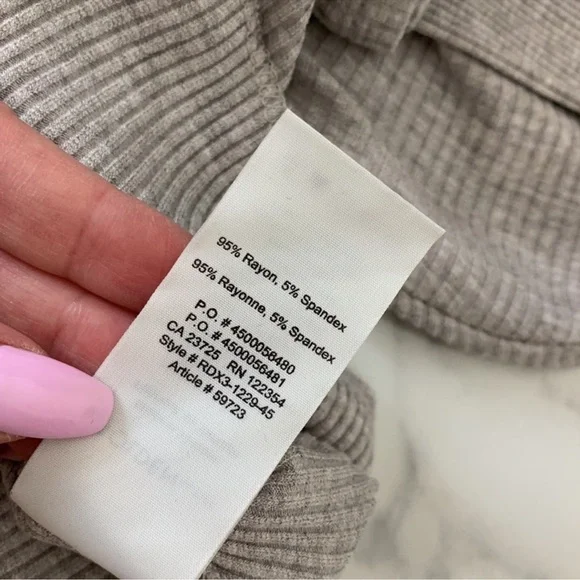 95% Rayon, 5% Spandex
95% Rayonne, 5% Spandex
P.O. # 4500058480
P.O. # 4500056481
CA 23725 RN 122354
Style # RDX3-1229-45
Article # 59723